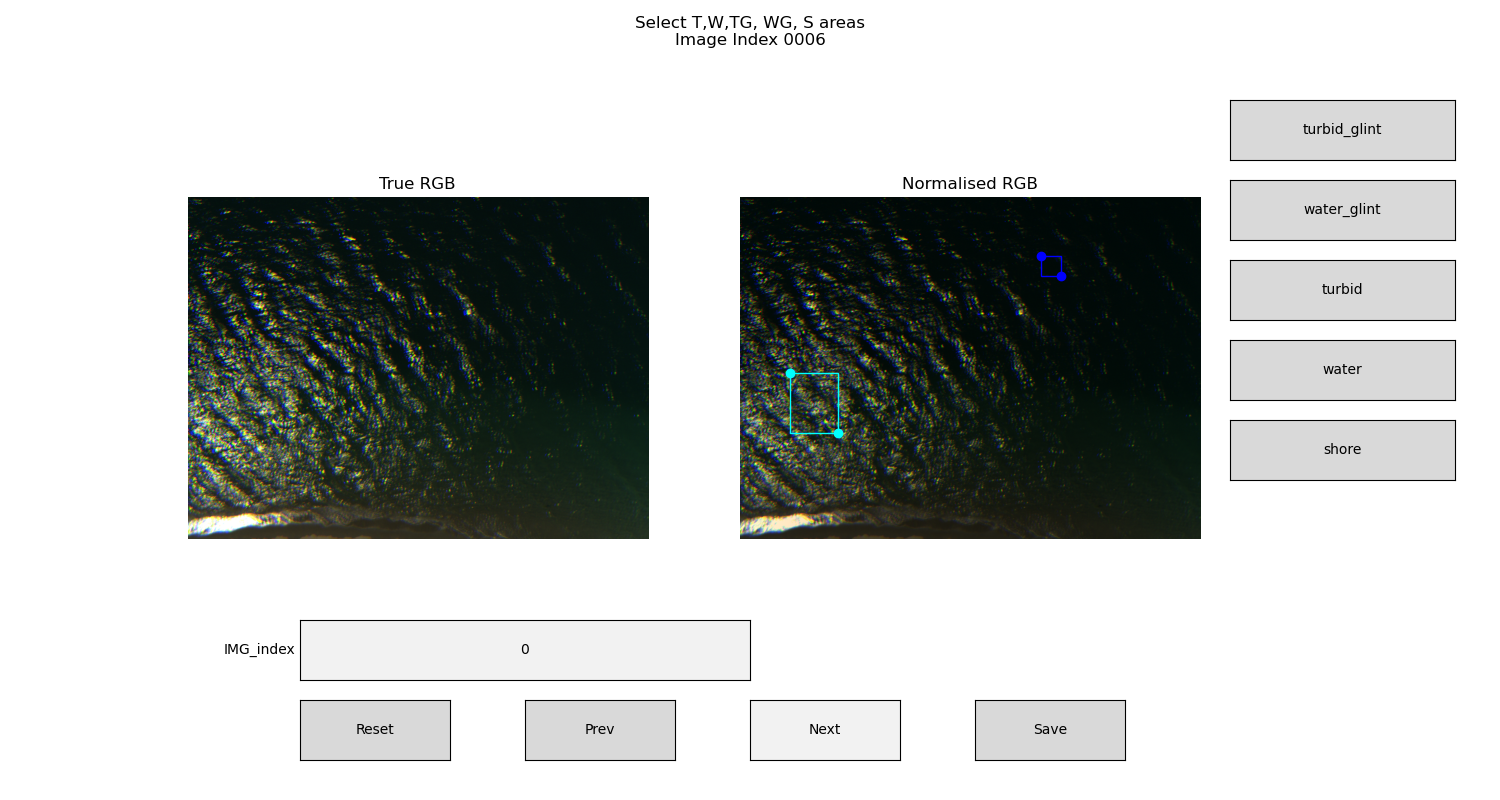 Select T,W,TG, WG, S areas
Image Index 0006
True RGB
Normalised RGB
turbid_glint
water_glint
turbid
water
shore
IMG_index
0
Reset
Prev
Next
Save